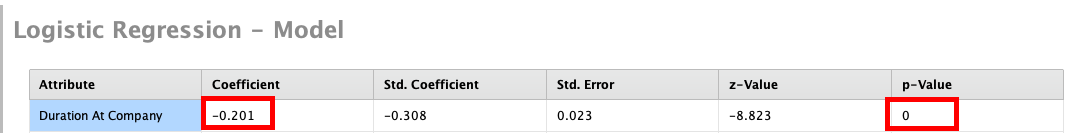 Logistic Regression - Model
Attribute Coefficient Std. Coefficient Std. Error z-Value p-Value
Duration At Company -0.201 -0.308 0.023 -8.823 0